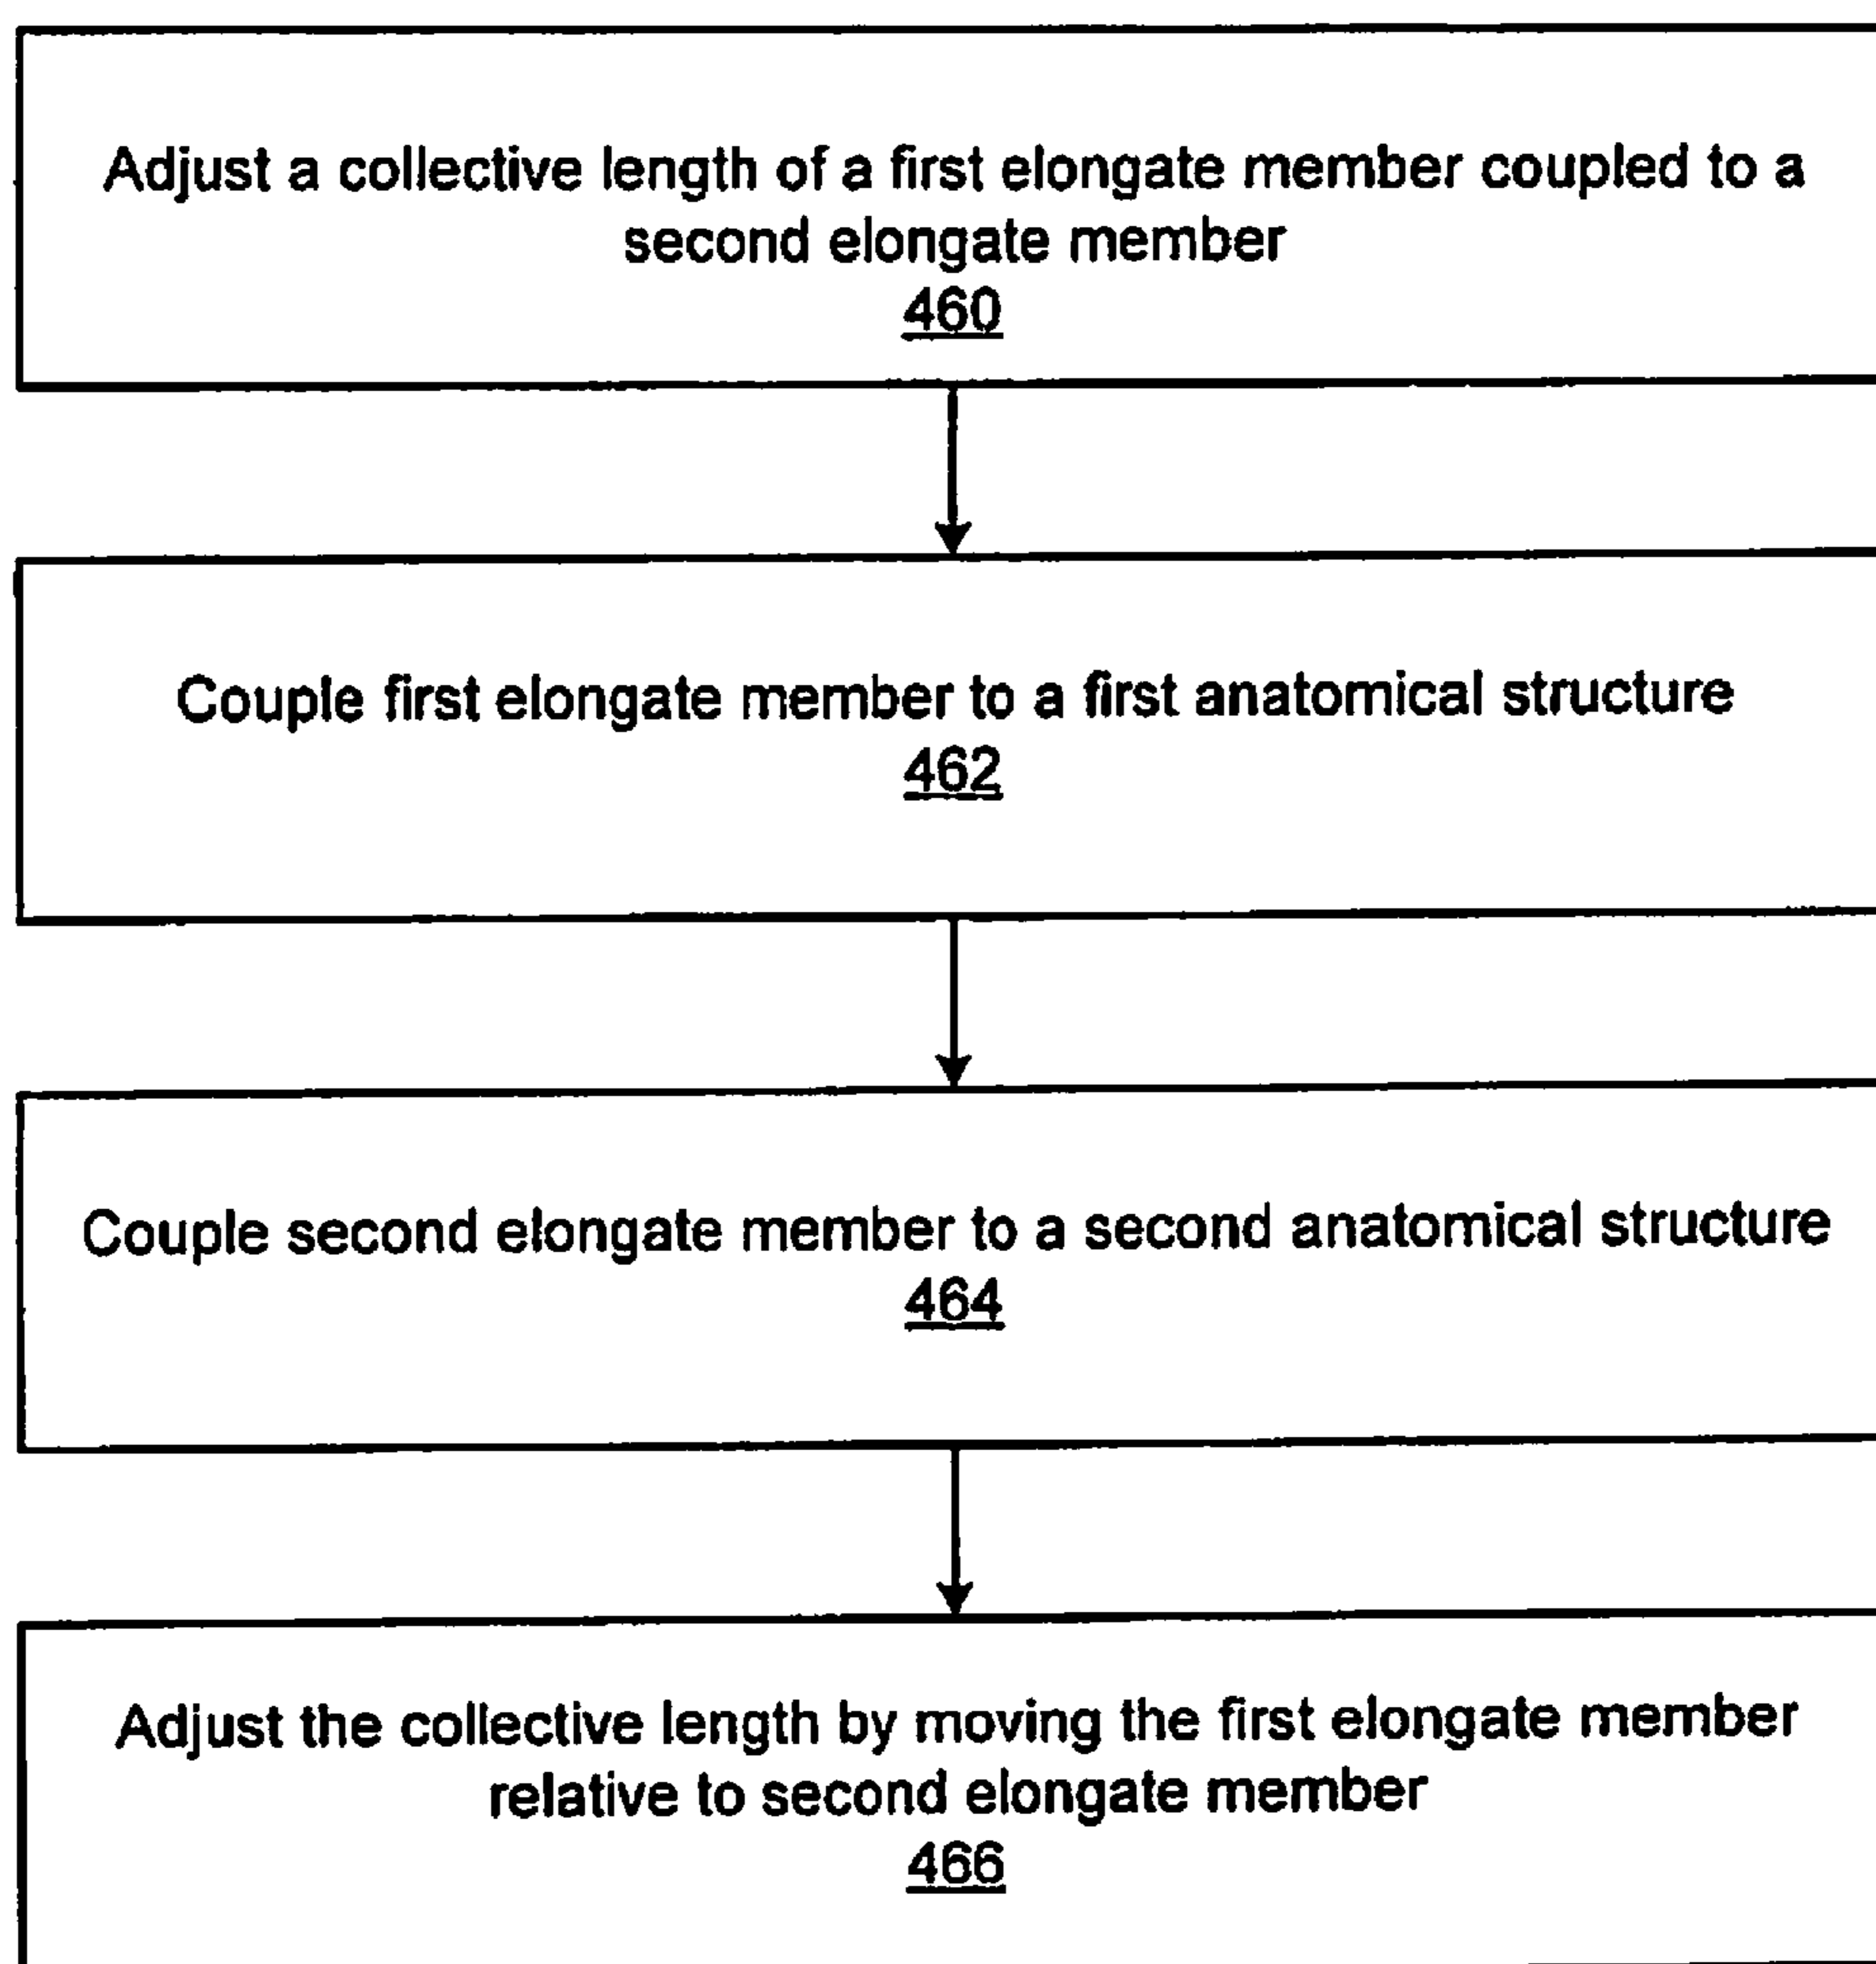 Adjust a collective length of a first elongate member coupled to a
second elongate member
460
Couple first elongate member to a first anatomical structure
462
Couple second elongate member to a second anatomical structure
464
Adjust the collective length by moving the first elongate member
relative to second elongate member
466